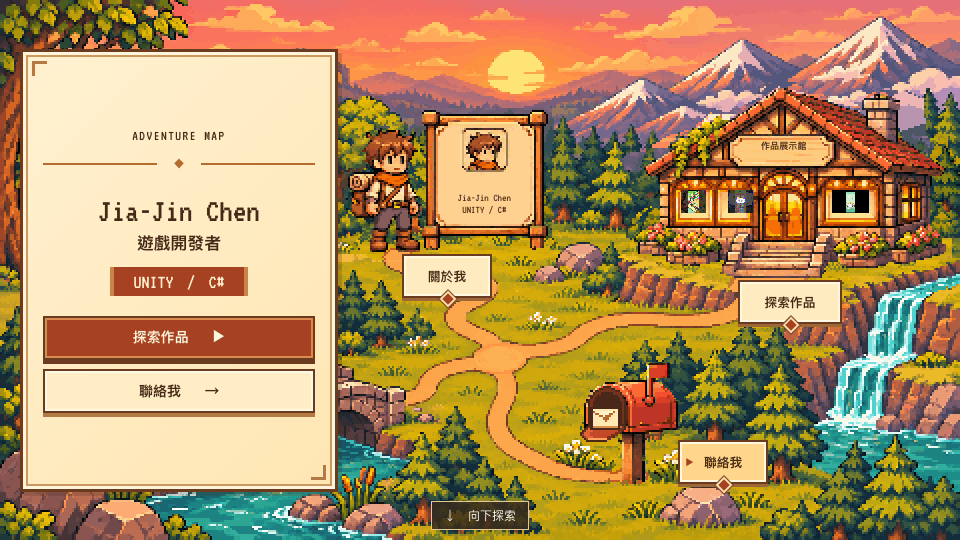 ADVENTURE MAP
Jia-Jin Chen
遊戲開發者
UNITY / C#
探索作品 ▶
聯絡我 →
Jia-Jin Chen
UNITY / C#
作品展示館
關於我
探索作品
聯絡我
↓ 向下探索